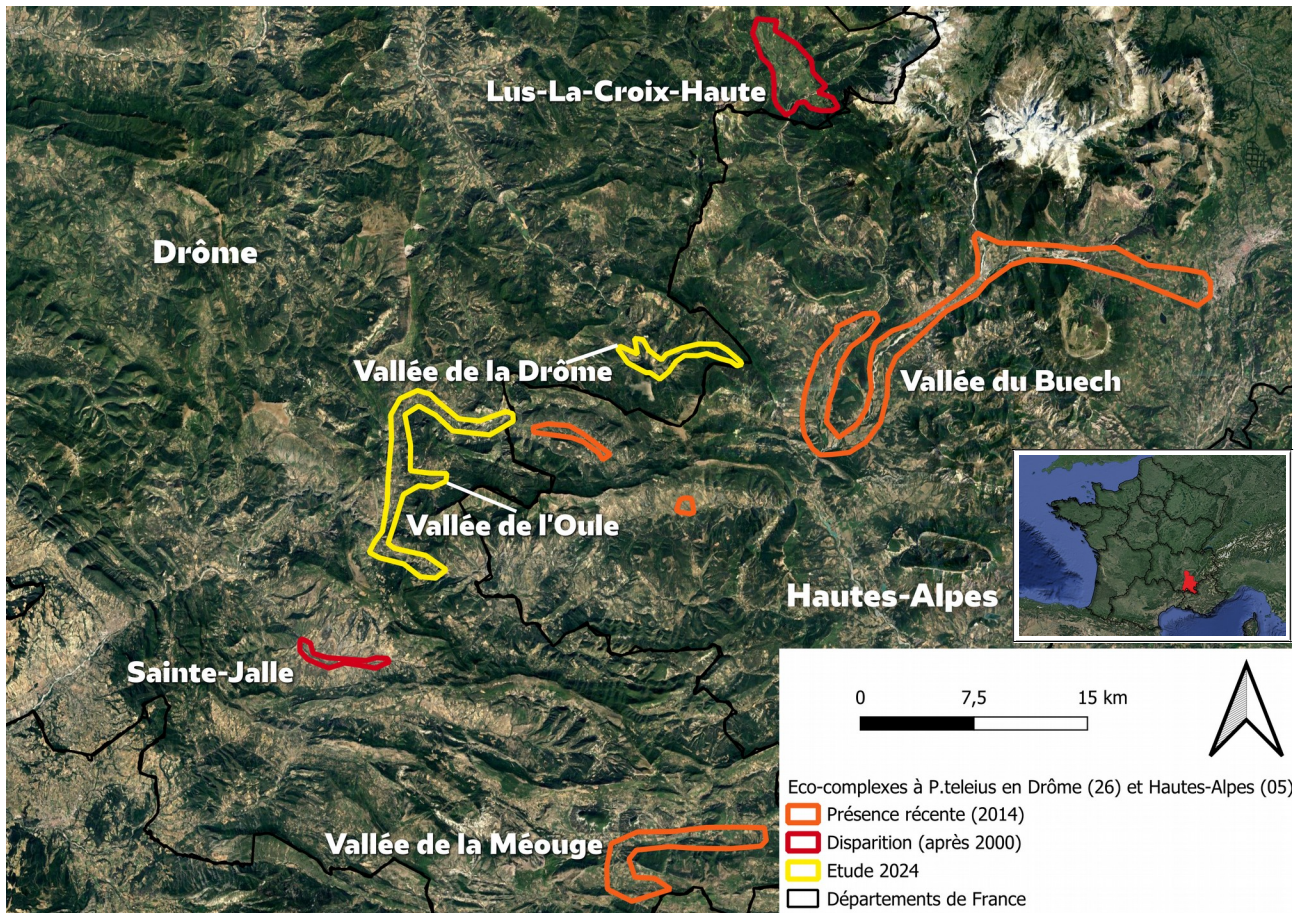 Lus-La-Croix-Haute
Drôme
Vallée de la Drôme
Vallée du Buech
Vallée de l'Oule
Hautes-Alpes
Sainte-Jalle
Vallée de la Méouge
0 7,5 15 km
Eco-complexes à P.teleius en Drôme (26) et Hautes-Alpes (05)
Présence récente (2014)
Disparition (après 2000)
Etude 2024
Départements de France